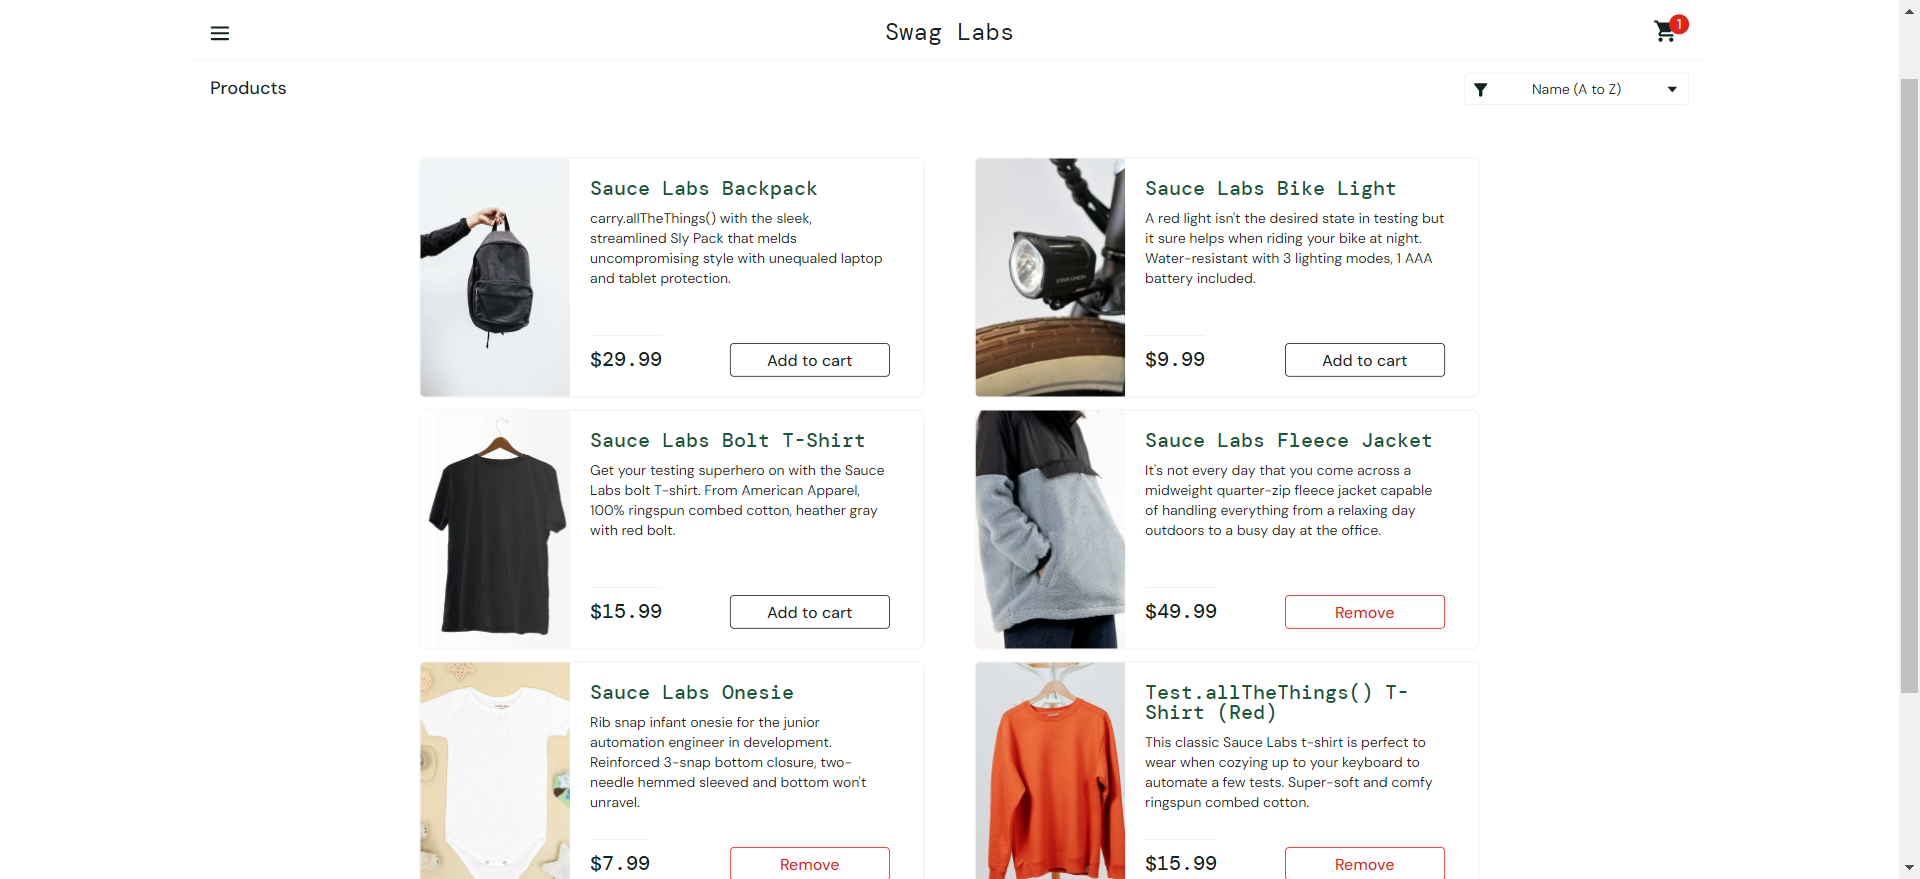 Swag Labs
1
Products
Name (A to Z)
Sauce Labs Backpack
carry.allTheThings() with the sleek,
streamlined Sly Pack that melds
uncompromising style with unequaled laptop
and tablet protection.
$29.99
Add to cart
Sauce Labs Bike Light
A red light isn't the desired state in testing but
it sure helps when riding your bike at night.
Water-resistant with 3 lighting modes, 1 AAA
battery included.
$9.99
Add to cart
Sauce Labs Bolt T-Shirt
Get your testing superhero on with the Sauce
Labs bolt T-shirt. From American Apparel,
100% ringspun combed cotton, heather gray
with red bolt.
$15.99
Add to cart
Sauce Labs Fleece Jacket
It's not every day that you come across a
midweight quarter-zip fleece jacket capable
of handling everything from a relaxing day
outdoors to a busy day at the office.
$49.99
Remove
Sauce Labs Onesie
Rib snap infant onesie for the junior
automation engineer in development.
Reinforced 3-snap bottom closure, two-
needle hemmed sleeved and bottom won't
unravel.
$7.99
Remove
Test.allTheThings() T-
Shirt (Red)
This classic Sauce Labs t-shirt is perfect to
wear when cozying up to your keyboard to
automate a few tests. Super-soft and comfy
ringspun combed cotton.
$15.99
Remove